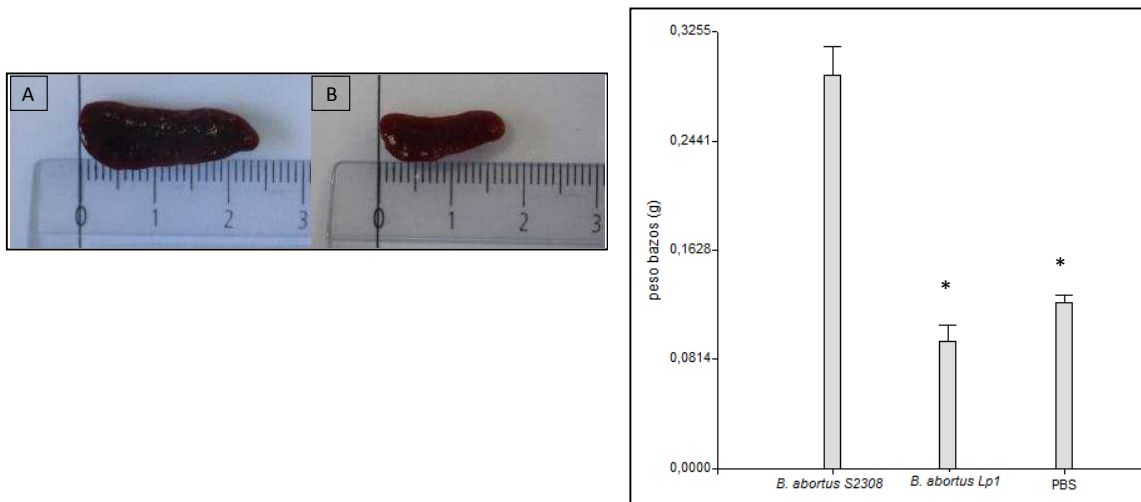 A
B
0 1 2 3
0 1 2 3
0,3255
0,2441
0,1628
0,0814
0,0000
peso bazos (g)
*
*
B. abortus S2308
B. abortus Lp1
PBS